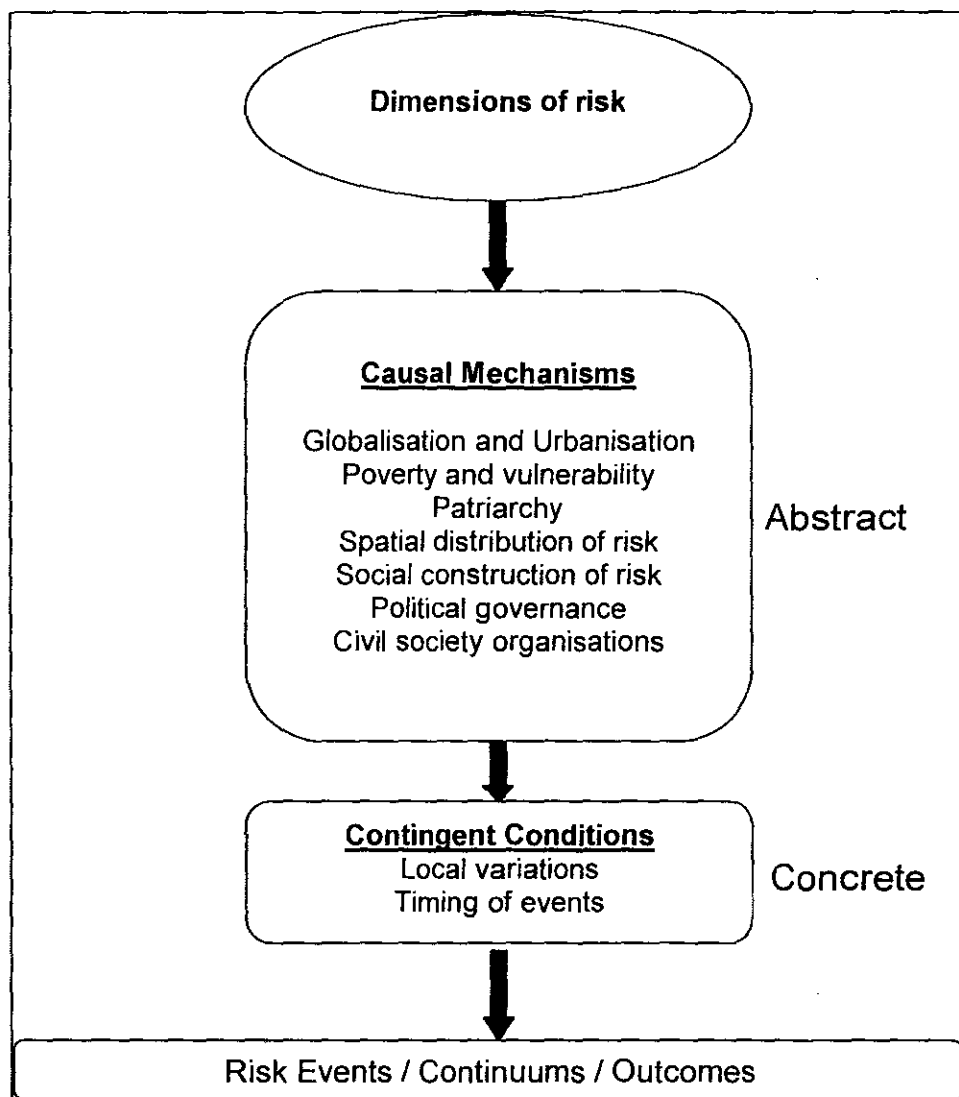 Dimensions of risk
Causal Mechanisms
Globalisation and Urbanisation
Poverty and vulnerability
Patriarchy
Spatial distribution of risk
Social construction of risk
Political governance
Civil society organisations
Abstract
Contingent Conditions
Local variations
Timing of events
Concrete
Risk Events / Continuums / Outcomes